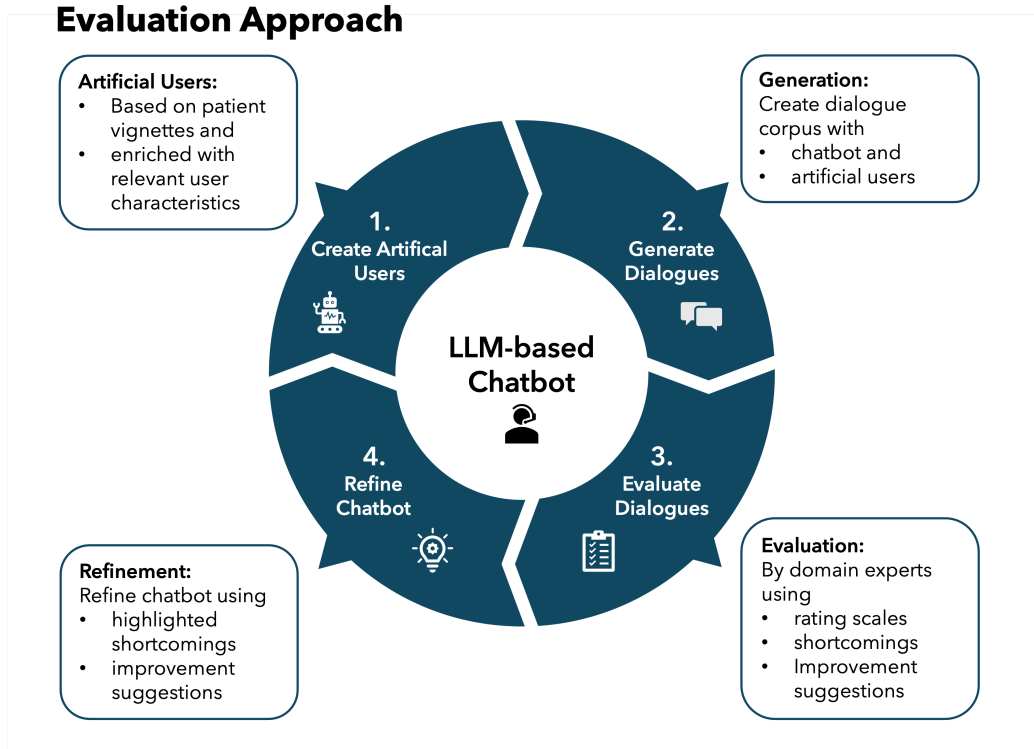 Evaluation Approach
Artificial Users:
• Based on patient
vignettes and
• enriched with
relevant user
characteristics
Generation:
Create dialogue
corpus with
• chatbot and
• artificial users
1.
Create Artifical
Users
2.
Generate
Dialogues
LLM-based
Chatbot
4.
Refine
Chatbot
3.
Evaluate
Dialogues
Refinement:
Refine chatbot using
• highlighted
shortcomings
• improvement
suggestions
Evaluation:
By domain experts
using
• rating scales
• shortcomings
• Improvement
suggestions